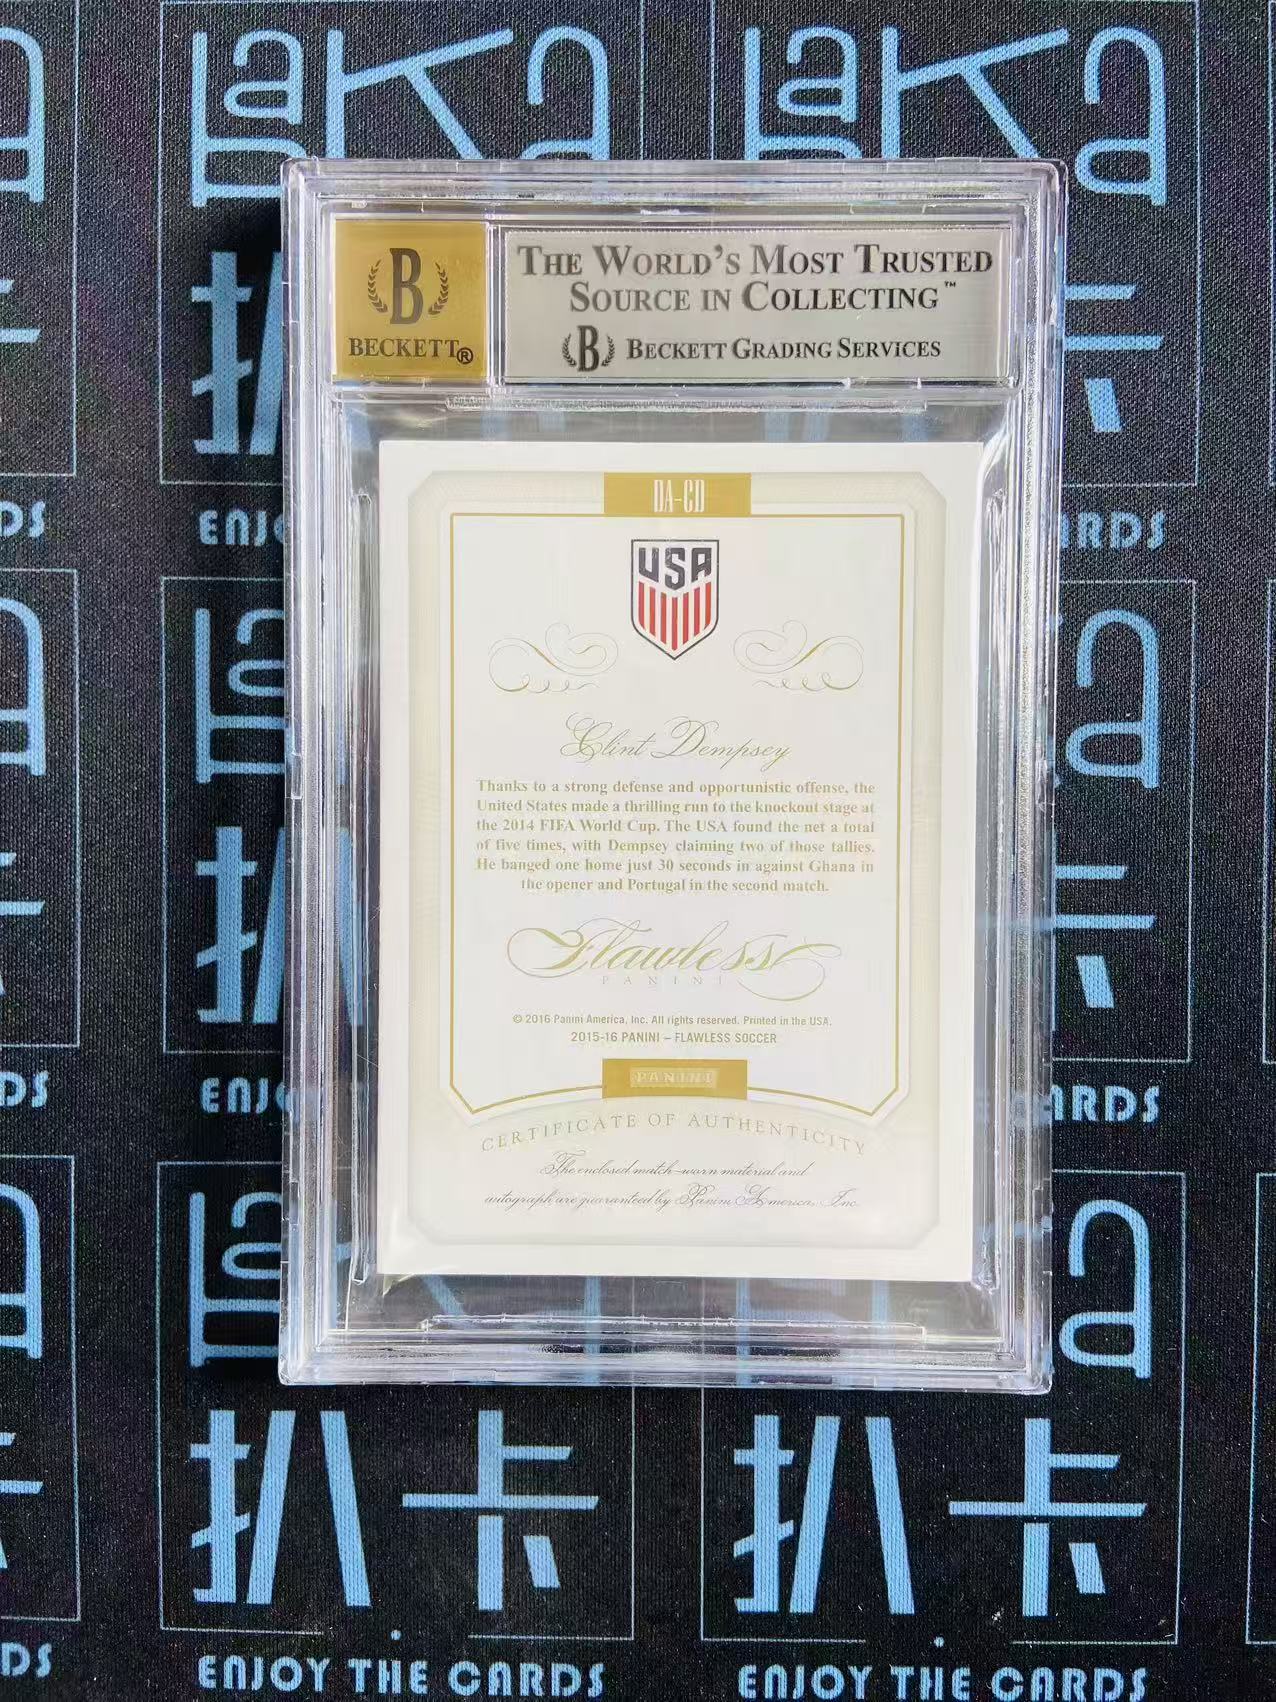 BECKETT®
THE WORLD'S MOST TRUSTED
SOURCE IN COLLECTING™
B BECKETT GRADING SERVICES
DA-CD
USA
Clint Dempsey
Thanks to a strong defense and opportunistic offense, the
United States made a thrilling run to the knockout stage at
the 2014 FIFA World Cup. The USA found the net a total
of five times, with Dempsey claiming two of those tallies.
He banged one home just 30 seconds in against Ghana in
the opener and Portugal in the second match.
Flawless
PANINI
© 2016 Panini America, Inc. All rights reserved. Printed in the USA.
2015-16 PANINI – FLAWLESS SOCCER
PANINI
CERTIFICATE OF AUTHENTICITY
The enclosed match-worn material and
autograph are guaranteed by Panini America, Inc.
扒卡 扒卡
ENJOY THE CARDS ENJOY THE CARDS